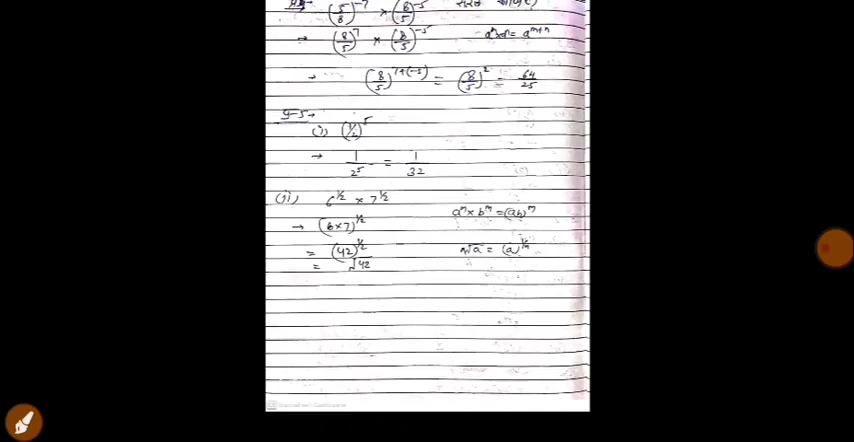 (5/8)^-7 × (8/5)^-5
→ (8/5)^7 × (8/5)^-5 a^m×a^n = a^m+n
→ (8/5)^7+(-5) = (8/5)^2 = 64/25
प्र-5→
(i) (1/2)^5
→ 1/2^5 = 1/32
(ii) 6^1/2 × 7^1/2
→ (6×7)^1/2 a^m × b^m = (ab)^m
= (42)^1/2 m√a = (a)^1/m
= √42